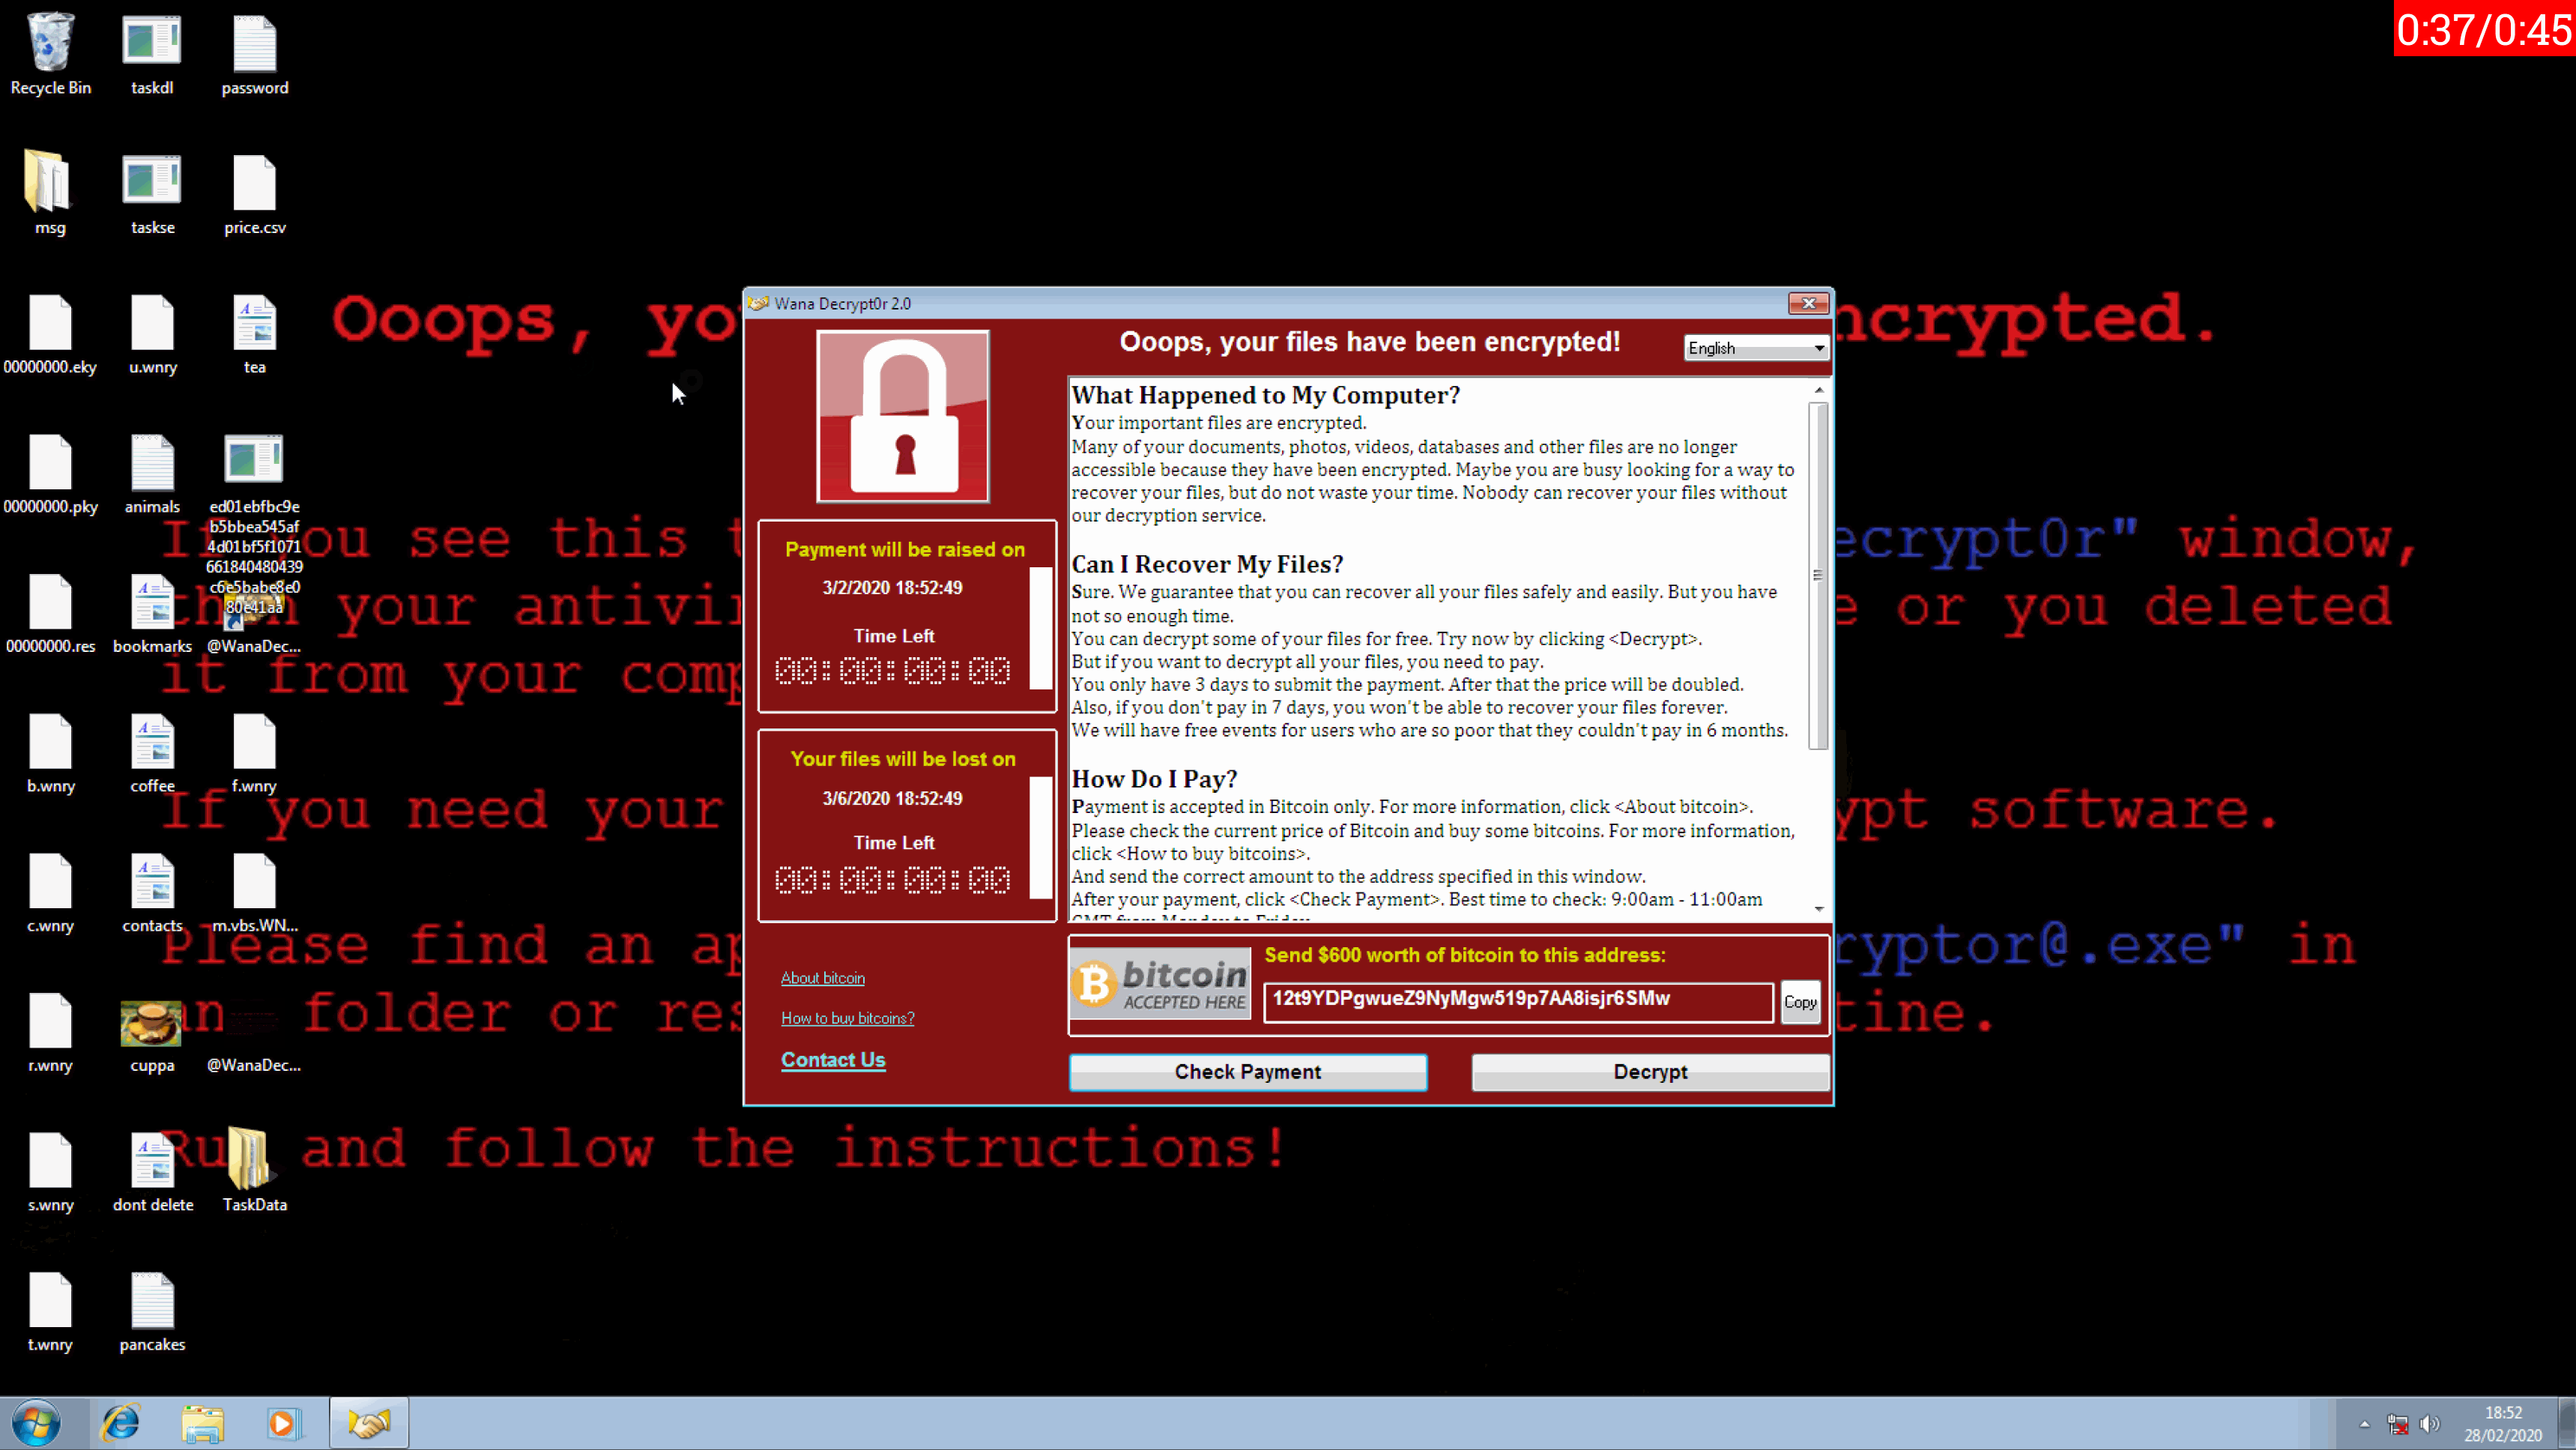 0:37/0:45
Recycle Bin
taskdl
password
msg
taskse
price.csv
00000000.eky
u.wnry
tea
00000000.pky
animals
ed01ebfbc9e
b5bbea545af
4d01bf5f1071
661840480439
c6e5babe8e0
80e41aa
00000000.res
bookmarks
@WanaDec...
b.wnry
coffee
f.wnry
c.wnry
contacts
m.vbs.WN...
r.wnry
cuppa
@WanaDec...
s.wnry
dont delete
TaskData
t.wnry
pancakes
Ooops, yo ncrypted.
If you see this t ecrypt0r" window,
then your antivir e or you deleted
it from your comp
If you need your ypt software.
Please find an ap ryptor@.exe" in
an folder or res tine.
Run and follow the instructions!
Wana Decrypt0r 2.0
Ooops, your files have been encrypted!
English
Payment will be raised on
3/2/2020 18:52:49
Time Left
00:00:00:00
Your files will be lost on
3/6/2020 18:52:49
Time Left
00:00:00:00
About bitcoin
How to buy bitcoins?
Contact Us
What Happened to My Computer?
Your important files are encrypted.
Many of your documents, photos, videos, databases and other files are no longer
accessible because they have been encrypted. Maybe you are busy looking for a way to
recover your files, but do not waste your time. Nobody can recover your files without
our decryption service.
Can I Recover My Files?
Sure. We guarantee that you can recover all your files safely and easily. But you have
not so enough time.
You can decrypt some of your files for free. Try now by clicking <Decrypt>.
But if you want to decrypt all your files, you need to pay.
You only have 3 days to submit the payment. After that the price will be doubled.
Also, if you don't pay in 7 days, you won't be able to recover your files forever.
We will have free events for users who are so poor that they couldn't pay in 6 months.
How Do I Pay?
Payment is accepted in Bitcoin only. For more information, click <About bitcoin>.
Please check the current price of Bitcoin and buy some bitcoins. For more information,
click <How to buy bitcoins>.
And send the correct amount to the address specified in this window.
After your payment, click <Check Payment>. Best time to check: 9:00am - 11:00am
GMT from Monday to Friday
bitcoin
ACCEPTED HERE
Send $600 worth of bitcoin to this address:
12t9YDPgwueZ9NyMgw519p7AA8isjr6SMw
Copy
Check Payment
Decrypt
18:52
28/02/2020